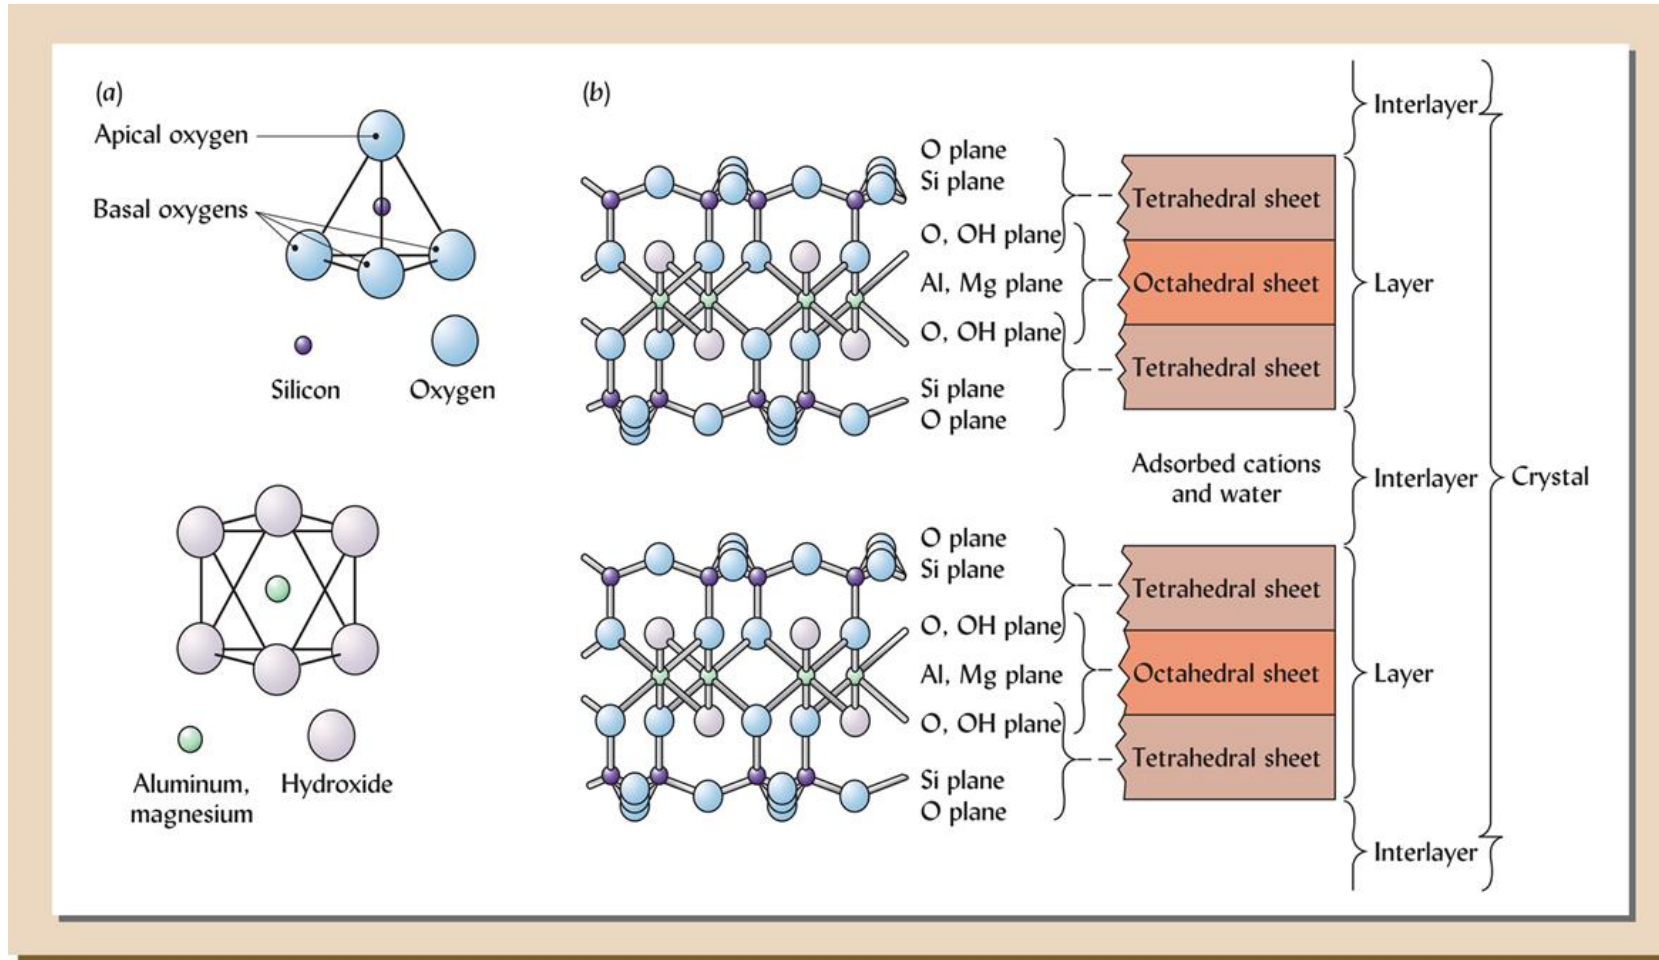 (a)
Apical oxygen
Basal oxygens
Silicon
Oxygen
Aluminum,
magnesium
Hydroxide
(b)
O plane
Si plane
O, OH plane
Al, Mg plane
O, OH plane
Si plane
O plane
Tetrahedral sheet
Octahedral sheet
Tetrahedral sheet
Adsorbed cations
and water
O plane
Si plane
O, OH plane
Al, Mg plane
O, OH plane
Si plane
O plane
Tetrahedral sheet
Octahedral sheet
Tetrahedral sheet
Interlayer
Layer
Interlayer
Layer
Interlayer
Crystal